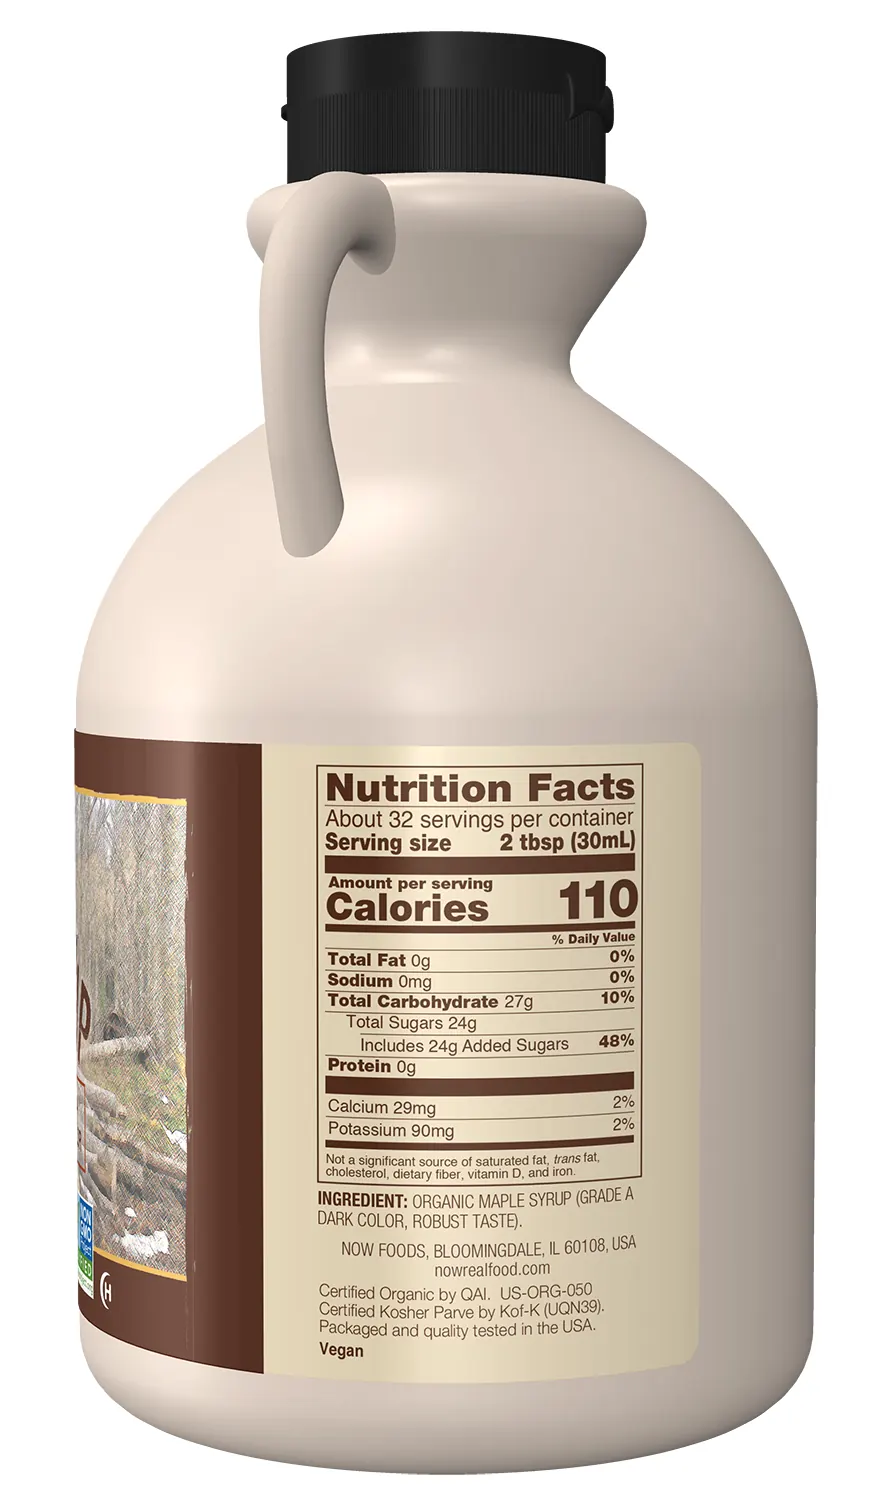 Nutrition Facts
About 32 servings per container
Serving size 2 tbsp (30mL)
Amount per serving
Calories 110
% Daily Value
Total Fat 0g 0%
Sodium 0mg 0%
Total Carbohydrate 27g 10%
Total Sugars 24g
Includes 24g Added Sugars 48%
Protein 0g
Calcium 29mg 2%
Potassium 90mg 2%
Not a significant source of saturated fat, trans fat,
cholesterol, dietary fiber, vitamin D, and iron.
INGREDIENT: ORGANIC MAPLE SYRUP (GRADE A
DARK COLOR, ROBUST TASTE).
NOW FOODS, BLOOMINGDALE, IL 60108, USA
nowrealfood.com
Certified Organic by QAI. US-ORG-050
Certified Kosher Parve by Kof-K (UQN39).
Packaged and quality tested in the USA.
Vegan
NON
GMO
H